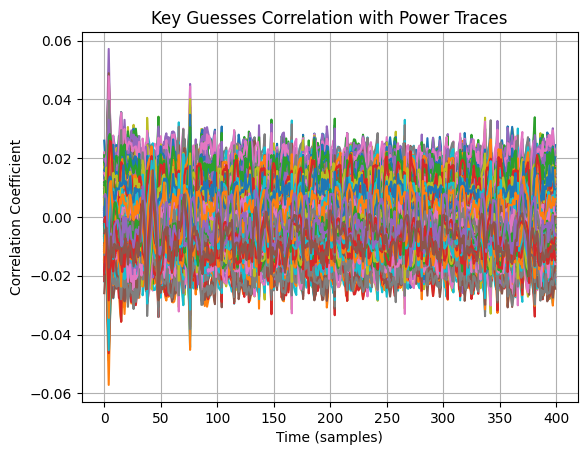 Key Guesses Correlation with Power Traces
Correlation Coefficient
0.06
0.04
0.02
0.00
−0.02
−0.04
−0.06
0 50 100 150 200 250 300 350 400
Time (samples)